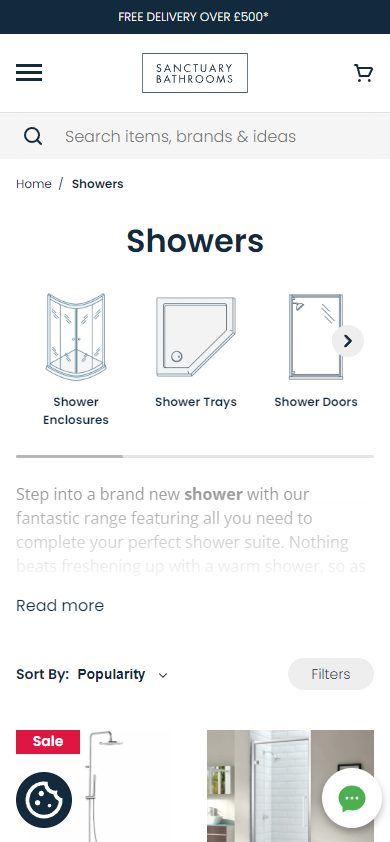 FREE DELIVERY OVER £500*
SANCTUARY
BATHROOMS
Search items, brands & ideas
Home / Showers
Showers
Shower
Enclosures
Shower Trays
Shower Doors
Step into a brand new shower with our
fantastic range featuring all you need to
complete your perfect shower suite. Nothing
beats freshening up with a warm shower, so as
Read more
Sort By: Popularity
Filters
Sale